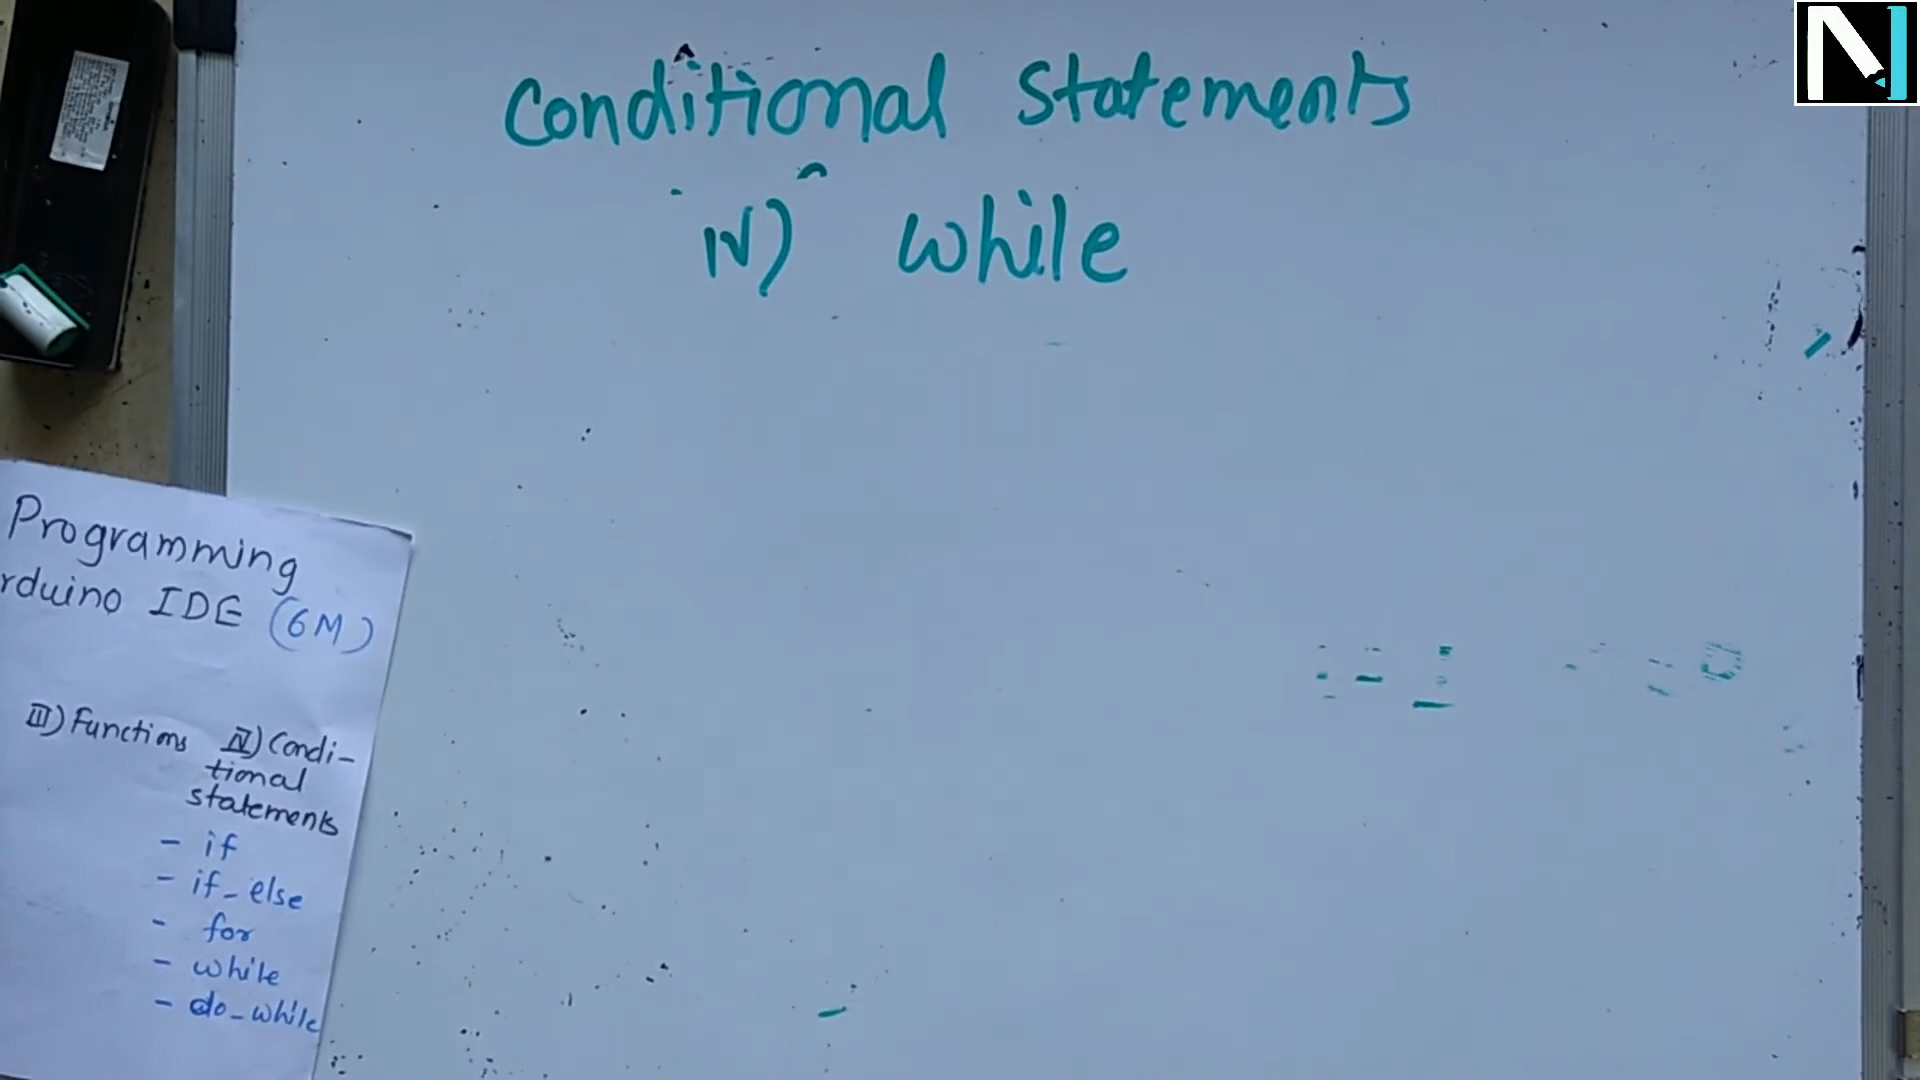 Conditional Statements
iv) while
Programming
rduino IDE (6M)
III) Functions IV) Condi-
tional
statements
- if
- if_else
- for
- while
- do_while